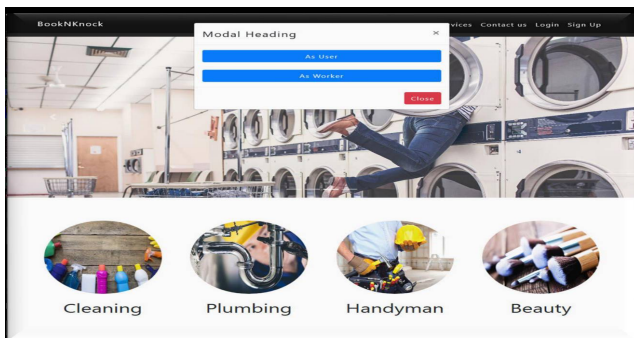 BookNKnock
vices Contact us Login Sign Up
Modal Heading ×
As User
As Worker
Close
Cleaning Plumbing Handyman Beauty